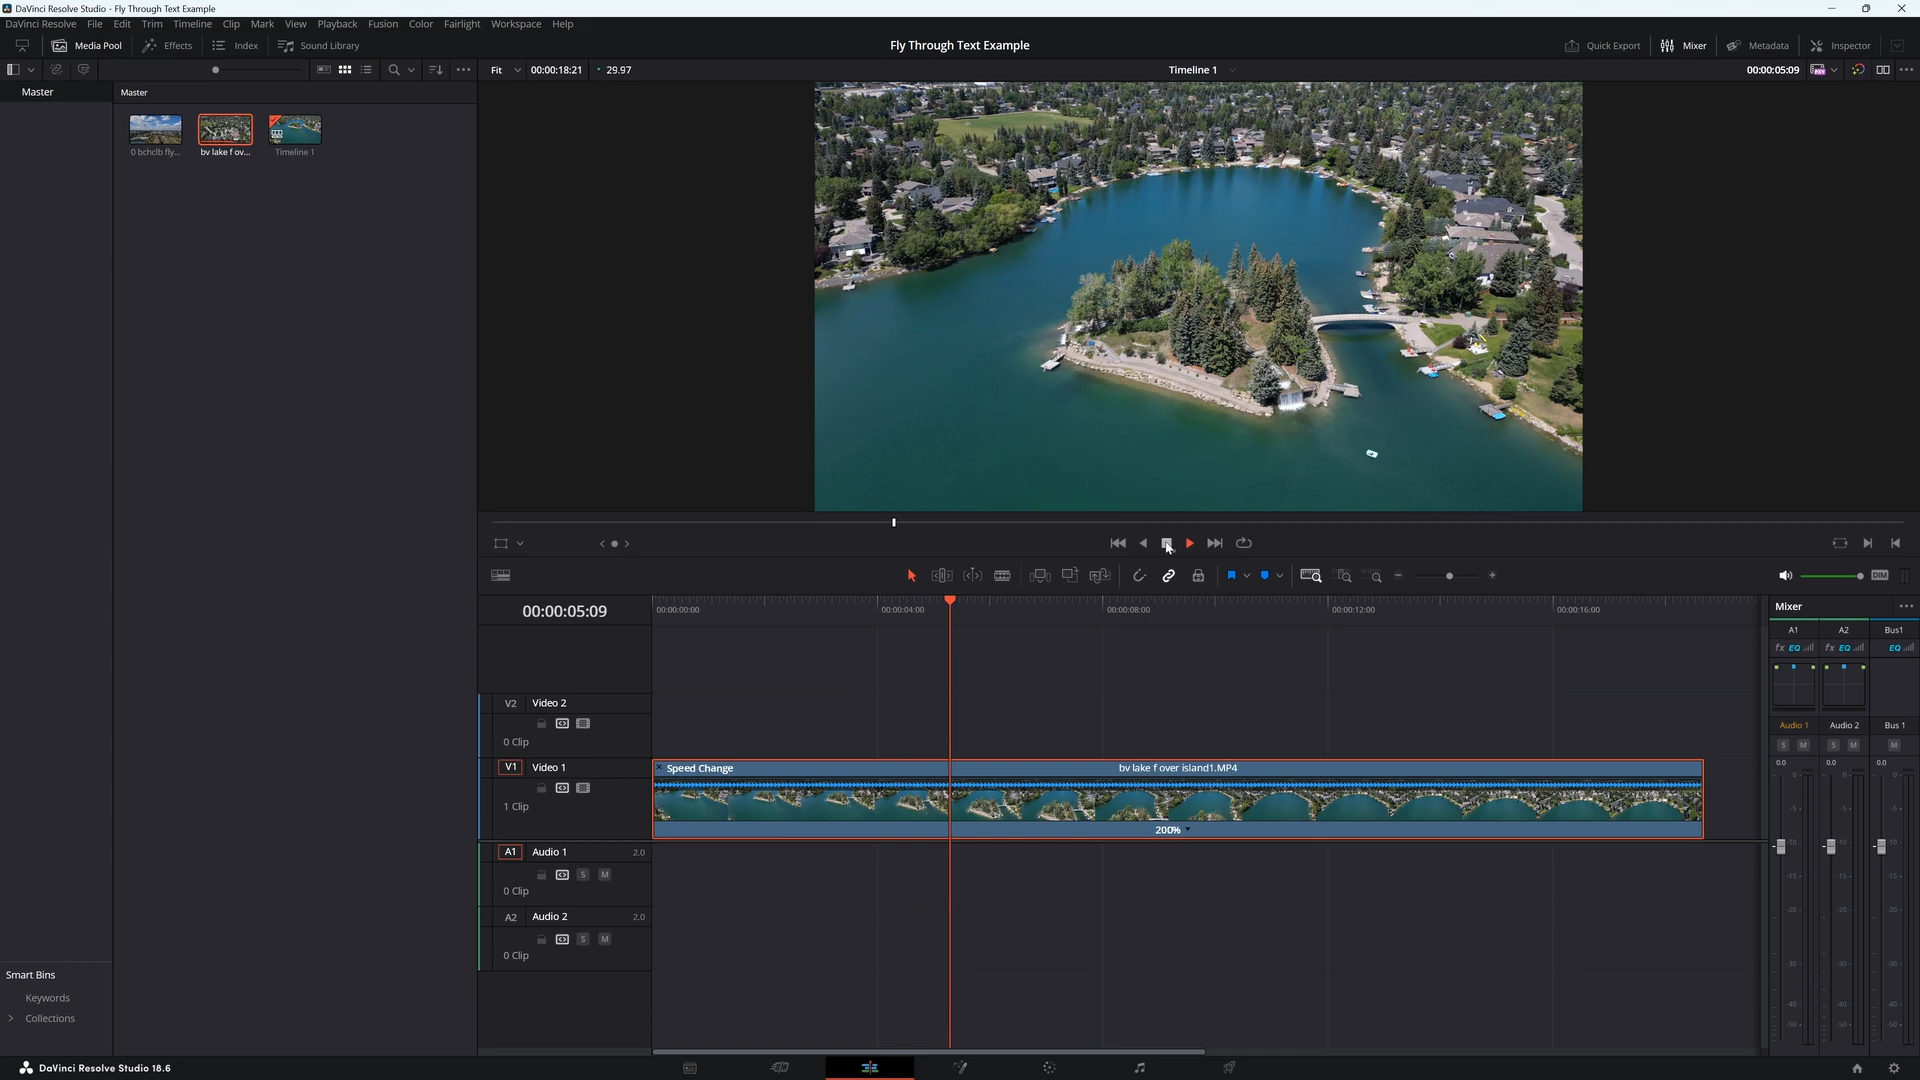 DaVinci Resolve Studio - Fly Through Text Example
DaVinci Resolve File Edit Trim Timeline Clip Mark View Playback Fusion Color Fairlight Workspace Help
Media Pool Effects Index Sound Library
Fly Through Text Example
Quick Export Mixer Metadata Inspector
Fit 00:00:18:21 29.97
Timeline 1
00:00:05:09
Master
Master
0 bchclb fly...
bv lake f ov...
Timeline 1
DIM
00:00:05:09
00:00:00:00 00:00:04:00 00:00:08:00 00:00:12:00 00:00:16:00
V2 Video 2
0 Clip
V1 Video 1
1 Clip
Speed Change
bv lake f over island1.MP4
200%
A1 Audio 1 2.0
S M
0 Clip
A2 Audio 2 2.0
S M
0 Clip
Mixer
A1 A2 Bus1
fx EQ fx EQ EQ
Audio 1 Audio 2 Bus 1
S M S M M
0.0 0.0 0.0
Smart Bins
Keywords
Collections
DaVinci Resolve Studio 18.6